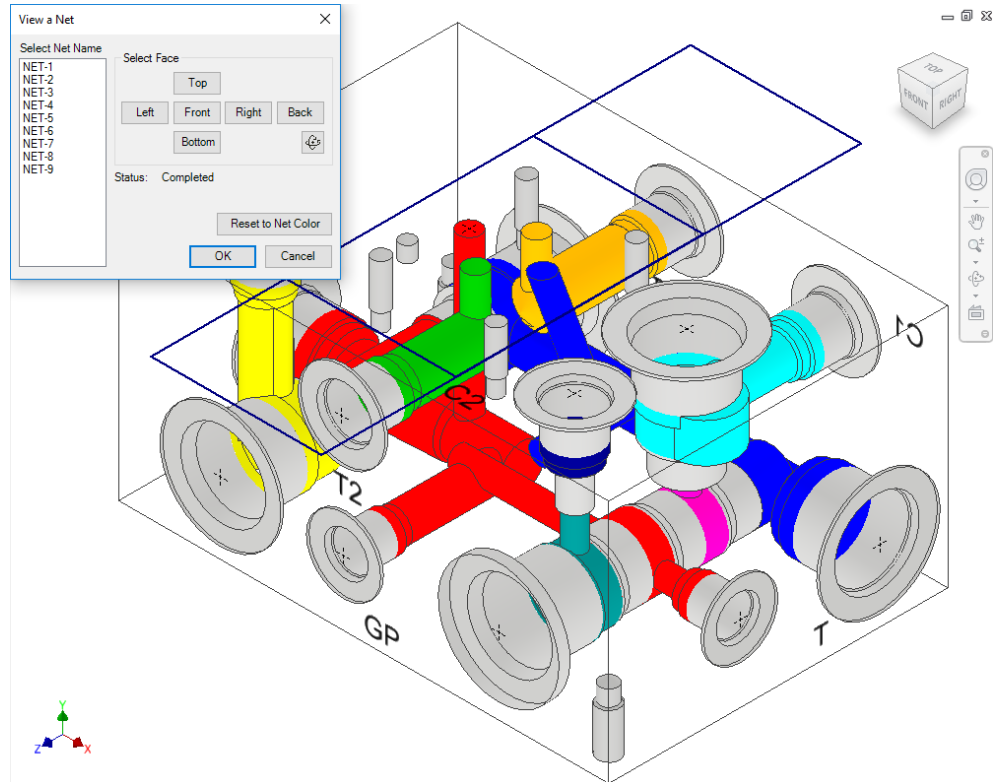 View a Net
Select Net Name
NET-1
NET-2
NET-3
NET-4
NET-5
NET-6
NET-7
NET-8
NET-9
Select Face
Top
Left Front Right Back
Bottom
Status: Completed
Reset to Net Color
OK Cancel
TOP
FRONT RIGHT
C1
C2
T2
GP
T
Y
Z X